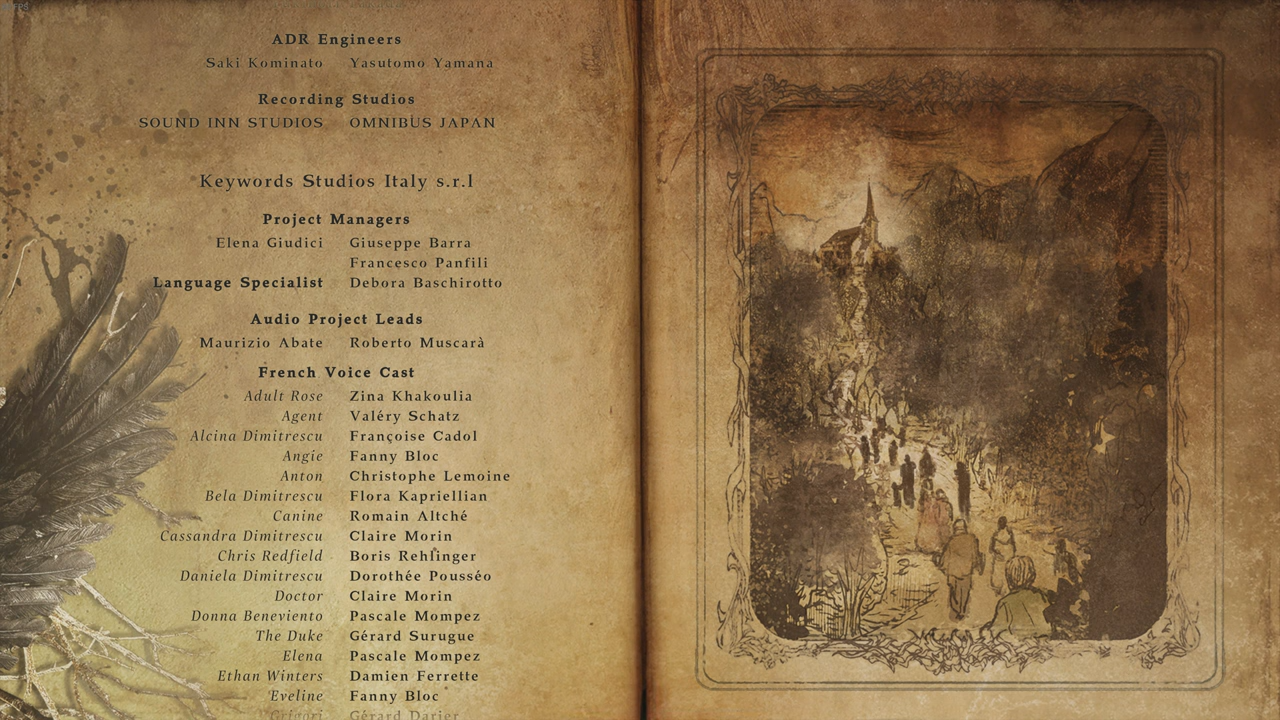 ADR Engineers
Saki Kominato Yasutomo Yamana
Recording Studios
SOUND INN STUDIOS OMNIBUS JAPAN
Keywords Studios Italy s.r.l
Project Managers
Elena Giudici Giuseppe Barra
Francesco Panfili
Language Specialist Debora Baschirotto
Audio Project Leads
Maurizio Abate Roberto Muscarà
French Voice Cast
Adult Rose Zina Khakoulia
Agent Valéry Schatz
Alcina Dimitrescu Françoise Cadol
Angie Fanny Bloc
Anton Christophe Lemoine
Bela Dimitrescu Flora Kapriellian
Canine Romain Altché
Cassandra Dimitrescu Claire Morin
Chris Redfield Boris Rehlinger
Daniela Dimitrescu Dorothée Pousséo
Doctor Claire Morin
Donna Beneviento Pascale Mompez
The Duke Gérard Surugue
Elena Pascale Mompez
Ethan Winters Damien Ferrette
Eveline Fanny Bloc
Grigori Gérard Darier